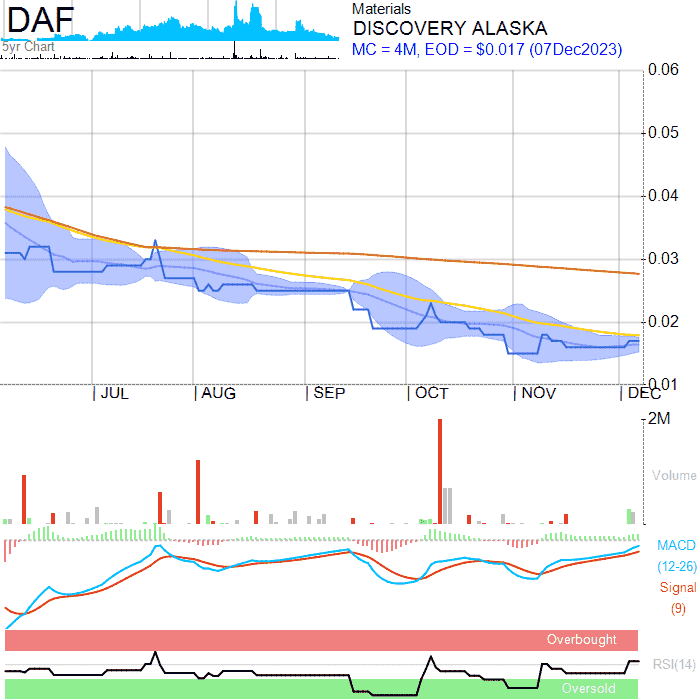 DAF
5yr Chart
Materials
DISCOVERY ALASKA
MC = 4M, EOD = $0.017 (07Dec2023)
0.06
0.05
0.04
0.03
0.02
0.01
JUL AUG SEP OCT NOV DEC
2M
Volume
MACD
(12-26)
Signal
(9)
Overbought
RSI(14)
Oversold